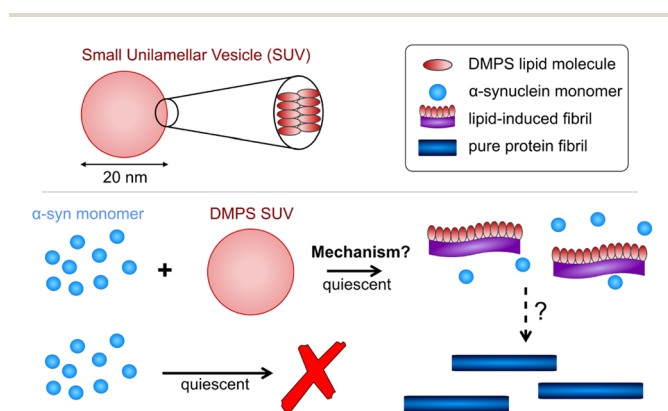 Small Unilamellar Vesicle (SUV)
20 nm
DMPS lipid molecule
α-synuclein monomer
lipid-induced fibril
pure protein fibril
α-syn monomer
DMPS SUV
+
Mechanism?
quiescent
?
quiescent